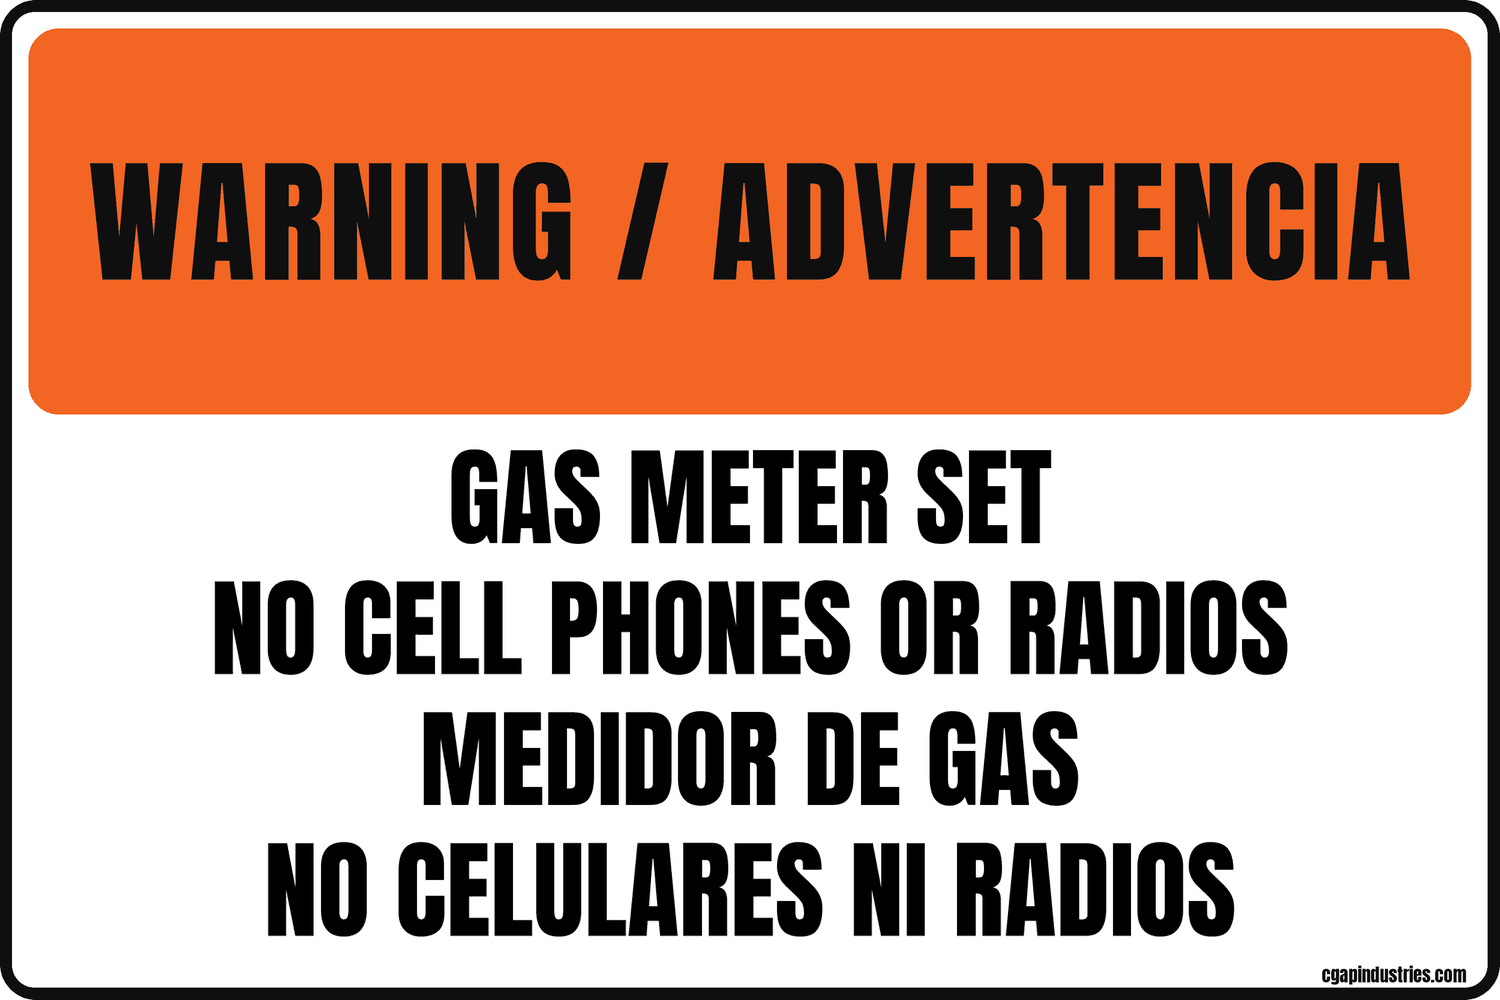 WARNING / ADVERTENCIA
GAS METER SET
NO CELL PHONES OR RADIOS
MEDIDOR DE GAS
NO CELULARES NI RADIOS
cgapindustries.com